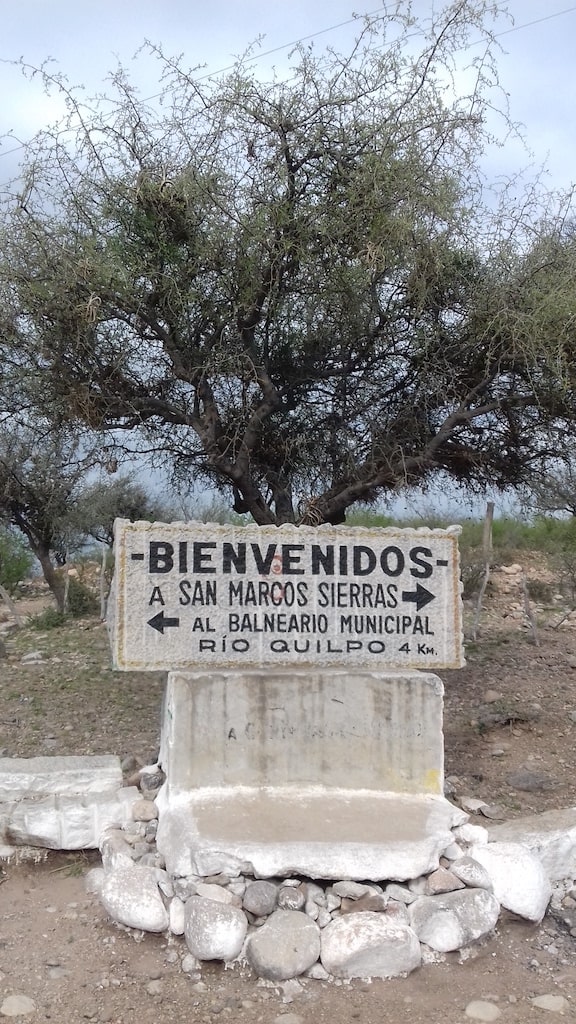 -BIENVENIDOS-
A SAN MARCOS SIERRAS →
← AL BALNEARIO MUNICIPAL
RÍO QUILPO 4 KM.
A